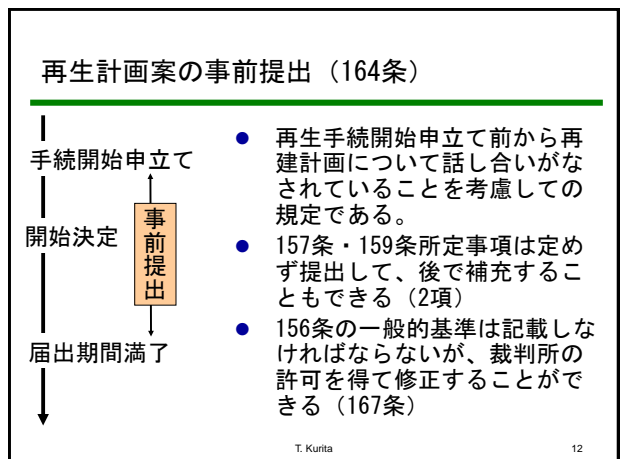 再生計画案の事前提出（164条）
手続開始申立て
開始決定
届出期間満了
事前提出
● 再生手続開始申立て前から再
建計画について話し合いがな
されていることを考慮しての
規定である。
● 157条・159条所定事項は定め
ず提出して、後で補充するこ
ともできる（2項）
● 156条の一般的基準は記載しな
ければならないが、裁判所の
許可を得て修正することがで
きる（167条）
T. Kurita
12